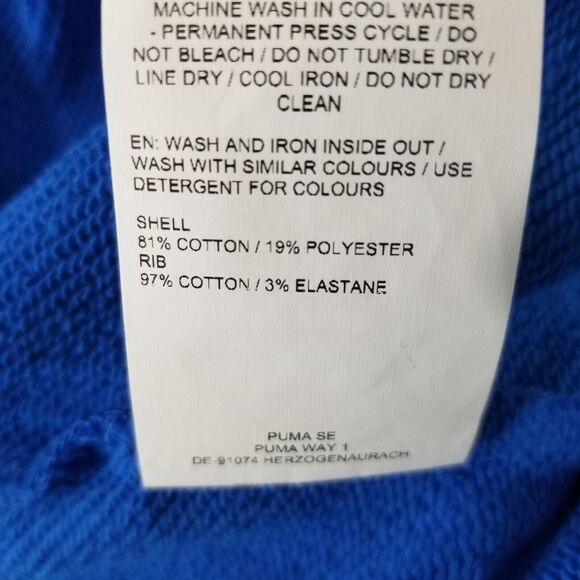 MACHINE WASH IN COOL WATER
- PERMANENT PRESS CYCLE / DO
NOT BLEACH / DO NOT TUMBLE DRY /
LINE DRY / COOL IRON / DO NOT DRY
CLEAN
EN: WASH AND IRON INSIDE OUT /
WASH WITH SIMILAR COLOURS / USE
DETERGENT FOR COLOURS
SHELL
81% COTTON / 19% POLYESTER
RIB
97% COTTON / 3% ELASTANE
PUMA SE
PUMA WAY 1
DE-91074 HERZOGENAURACH